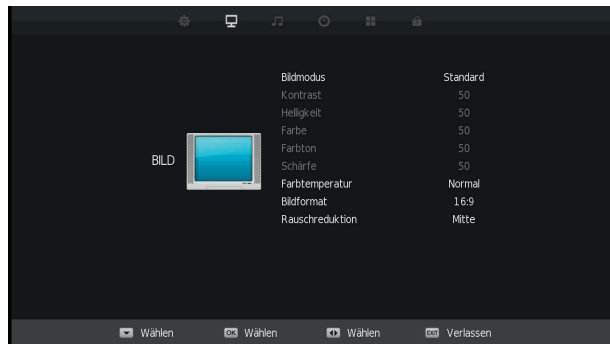 Bildmodus Standard
Kontrast 50
Helligkeit 50
Farbe 50
Farbton 50
BILD
Schärfe 50
Farbtemperatur Normal
Bildformat 16:9
Rauschreduktion Mitte
Wählen OK Wählen Wählen EXIT Verlassen